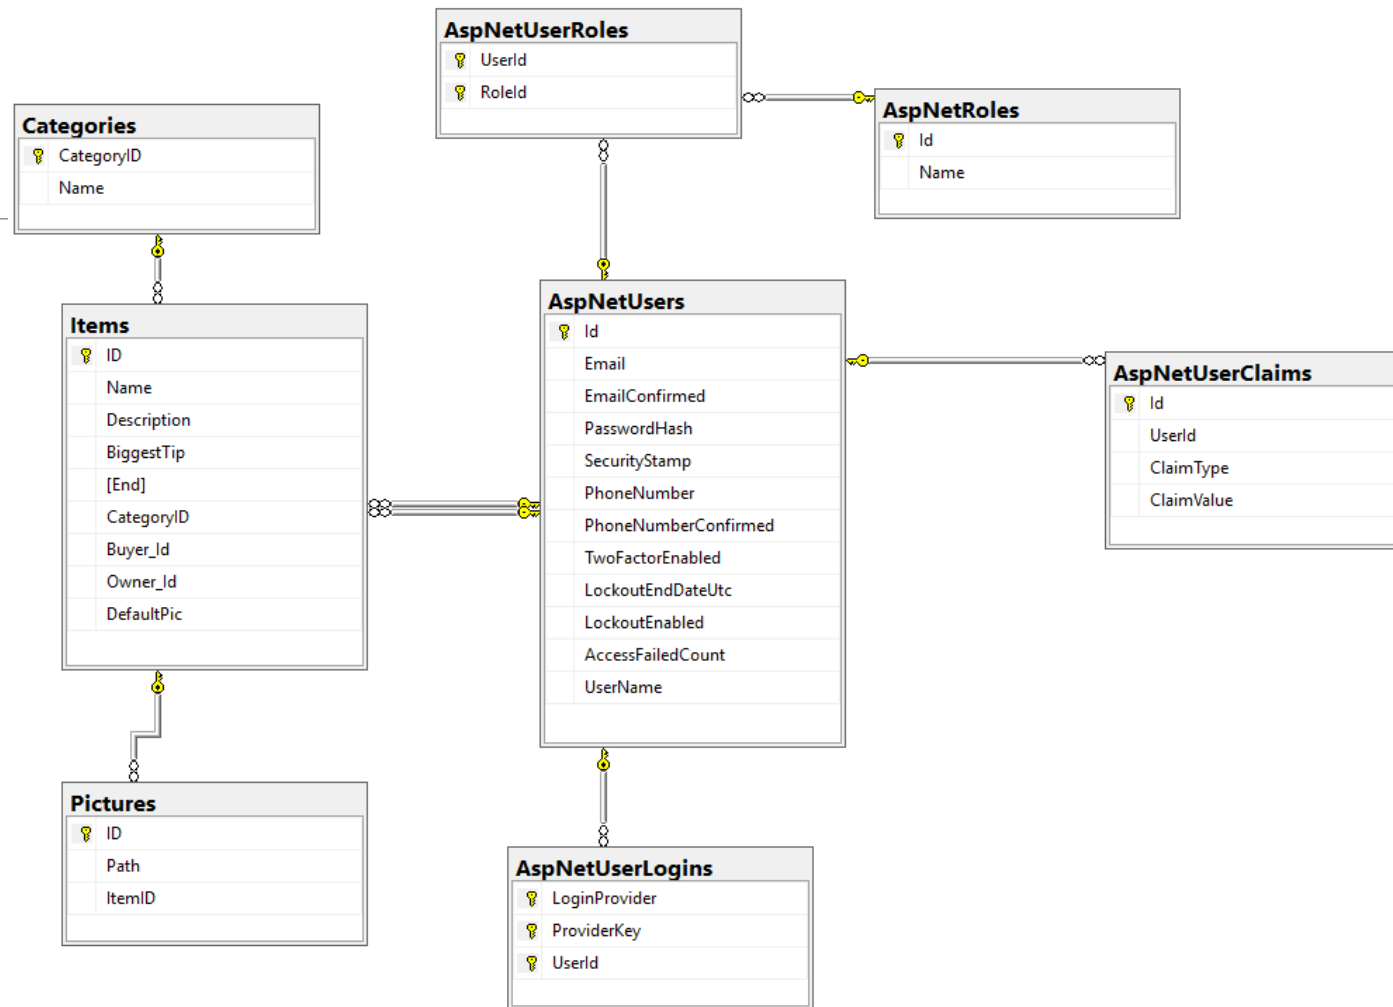 AspNetUserRoles
UserId
RoleId
AspNetRoles
Id
Name
Categories
CategoryID
Name
Items
ID
Name
Description
BiggestTip
[End]
CategoryID
Buyer_Id
Owner_Id
DefaultPic
AspNetUsers
Id
Email
EmailConfirmed
PasswordHash
SecurityStamp
PhoneNumber
PhoneNumberConfirmed
TwoFactorEnabled
LockoutEndDateUtc
LockoutEnabled
AccessFailedCount
UserName
AspNetUserClaims
Id
UserId
ClaimType
ClaimValue
Pictures
ID
Path
ItemID
AspNetUserLogins
LoginProvider
ProviderKey
UserId